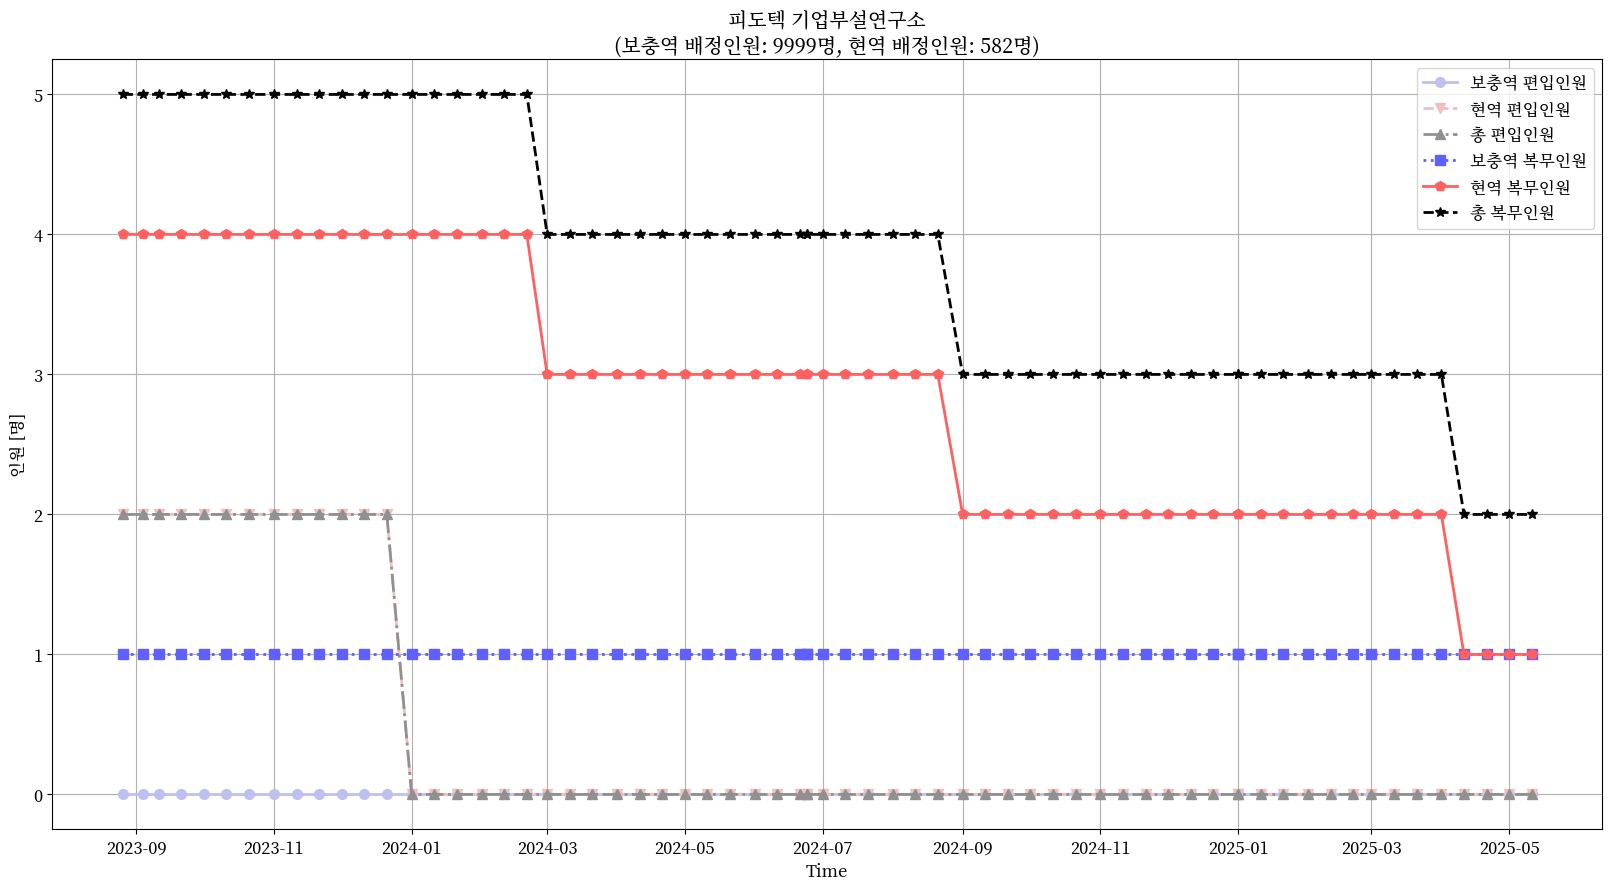 피도텍 기업부설연구소
(보충역 배정인원: 9999명, 현역 배정인원: 582명)
보충역 편입인원
현역 편입인원
총 편입인원
보충역 복무인원
현역 복무인원
총 복무인원
인원 [명]
5
4
3
2
1
0
2023-09 2023-11 2024-01 2024-03 2024-05 2024-07 2024-09 2024-11 2025-01 2025-03 2025-05
Time